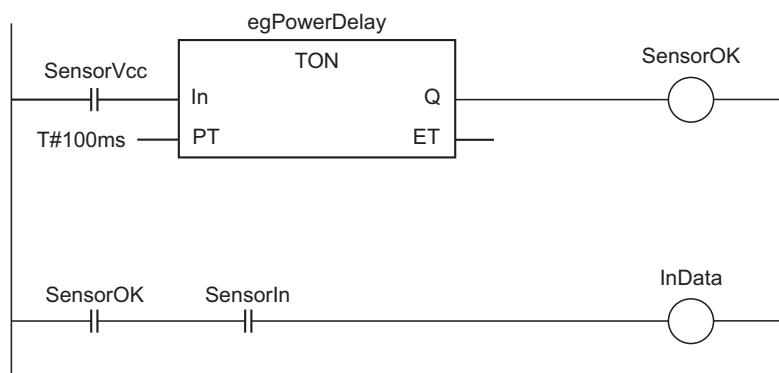 egPowerDelay
TON
SensorVcc
SensorOK
In
Q
T#100ms
PT
ET
SensorOK
SensorIn
InData